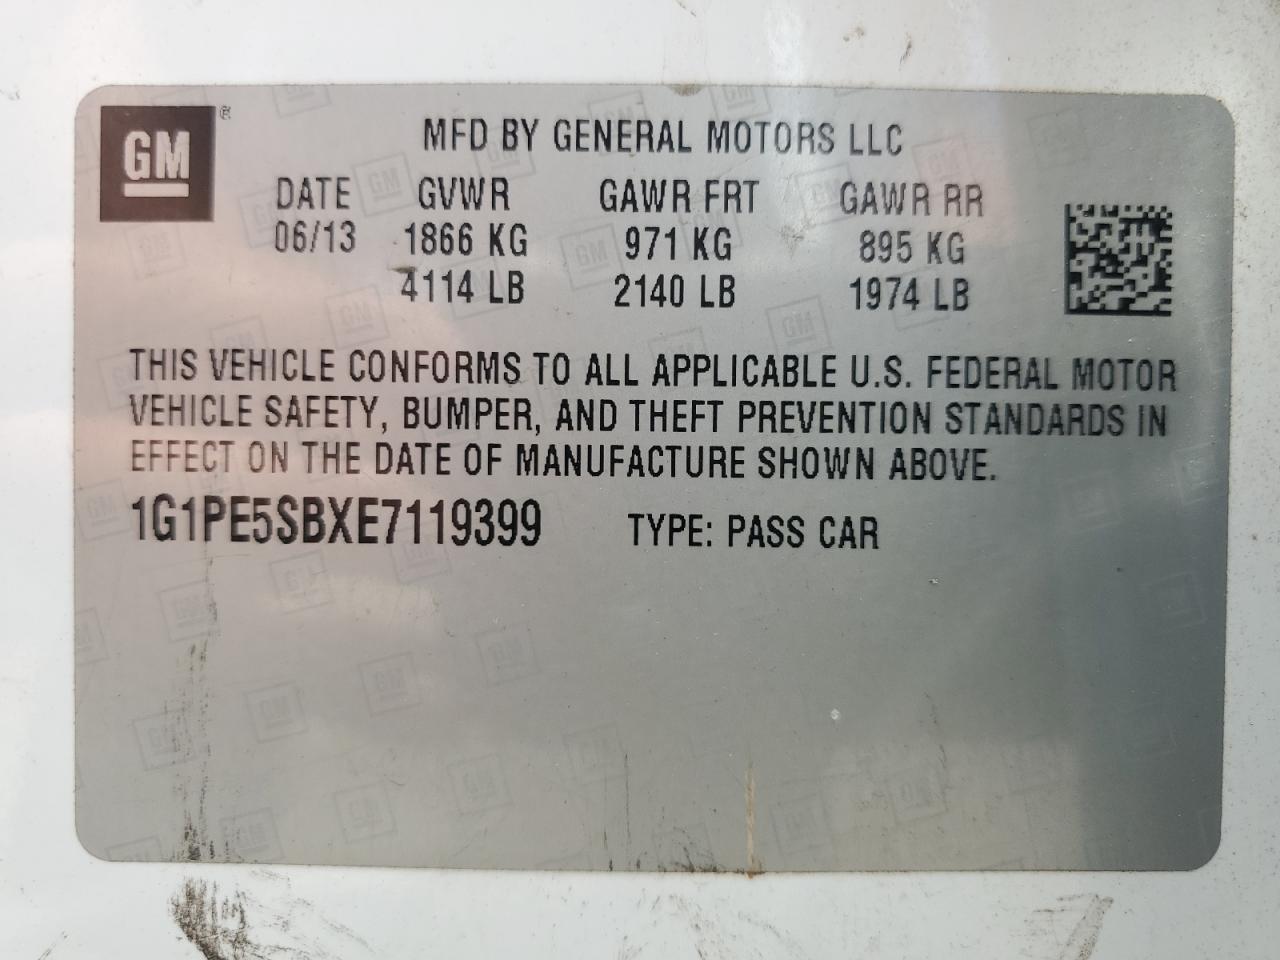 GM ®
MFD BY GENERAL MOTORS LLC
DATE GVWR GAWR FRT GAWR RR
06/13 1866 KG 971 KG 895 KG
4114 LB 2140 LB 1974 LB
THIS VEHICLE CONFORMS TO ALL APPLICABLE U.S. FEDERAL MOTOR
VEHICLE SAFETY, BUMPER, AND THEFT PREVENTION STANDARDS IN
EFFECT ON THE DATE OF MANUFACTURE SHOWN ABOVE.
1G1PE5SBXE7119399 TYPE: PASS CAR